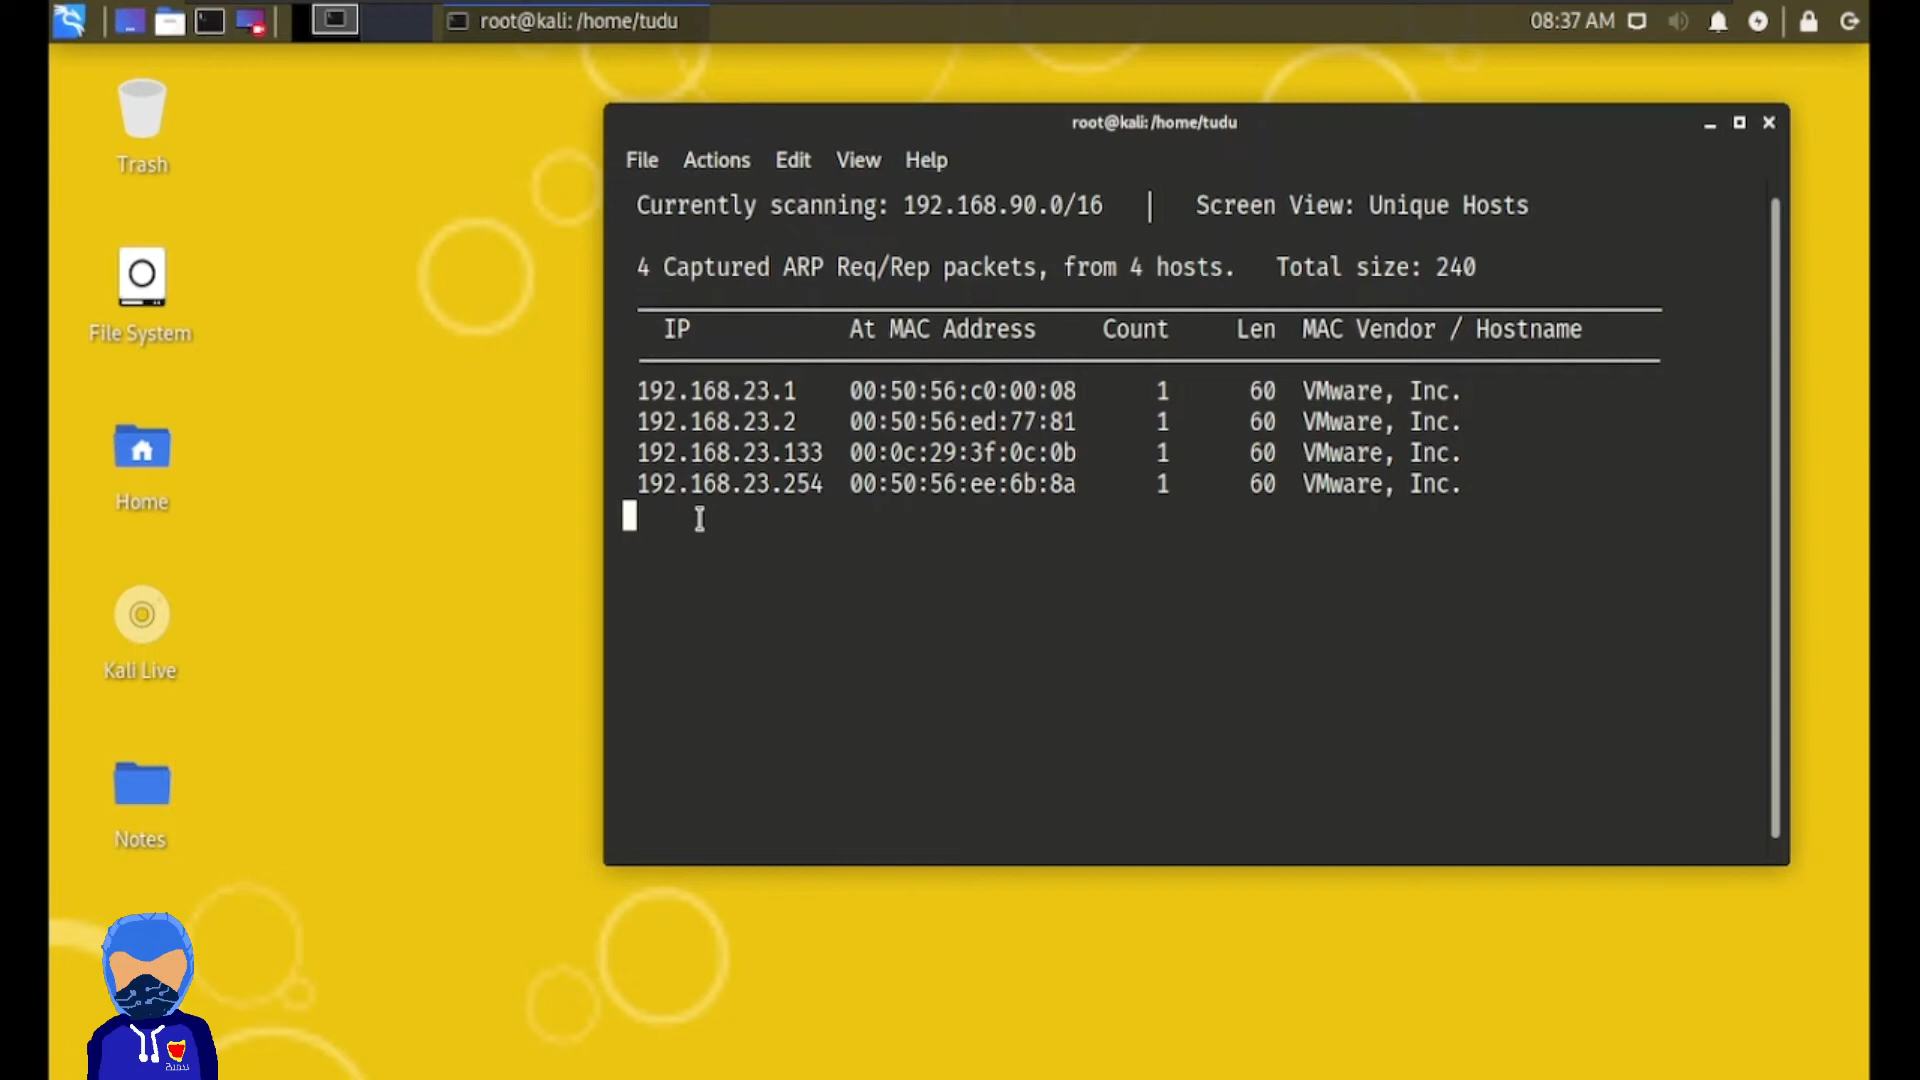 root@kali: /home/tudu
08:37 AM
Trash
File System
Home
Kali Live
Notes
root@kali:/home/tudu
File Actions Edit View Help
Currently scanning: 192.168.90.0/16 | Screen View: Unique Hosts
4 Captured ARP Req/Rep packets, from 4 hosts. Total size: 240
IP At MAC Address Count Len MAC Vendor / Hostname
192.168.23.1 00:50:56:c0:00:08 1 60 VMware, Inc.
192.168.23.2 00:50:56:ed:77:81 1 60 VMware, Inc.
192.168.23.133 00:0c:29:3f:0c:0b 1 60 VMware, Inc.
192.168.23.254 00:50:56:ee:6b:8a 1 60 VMware, Inc.